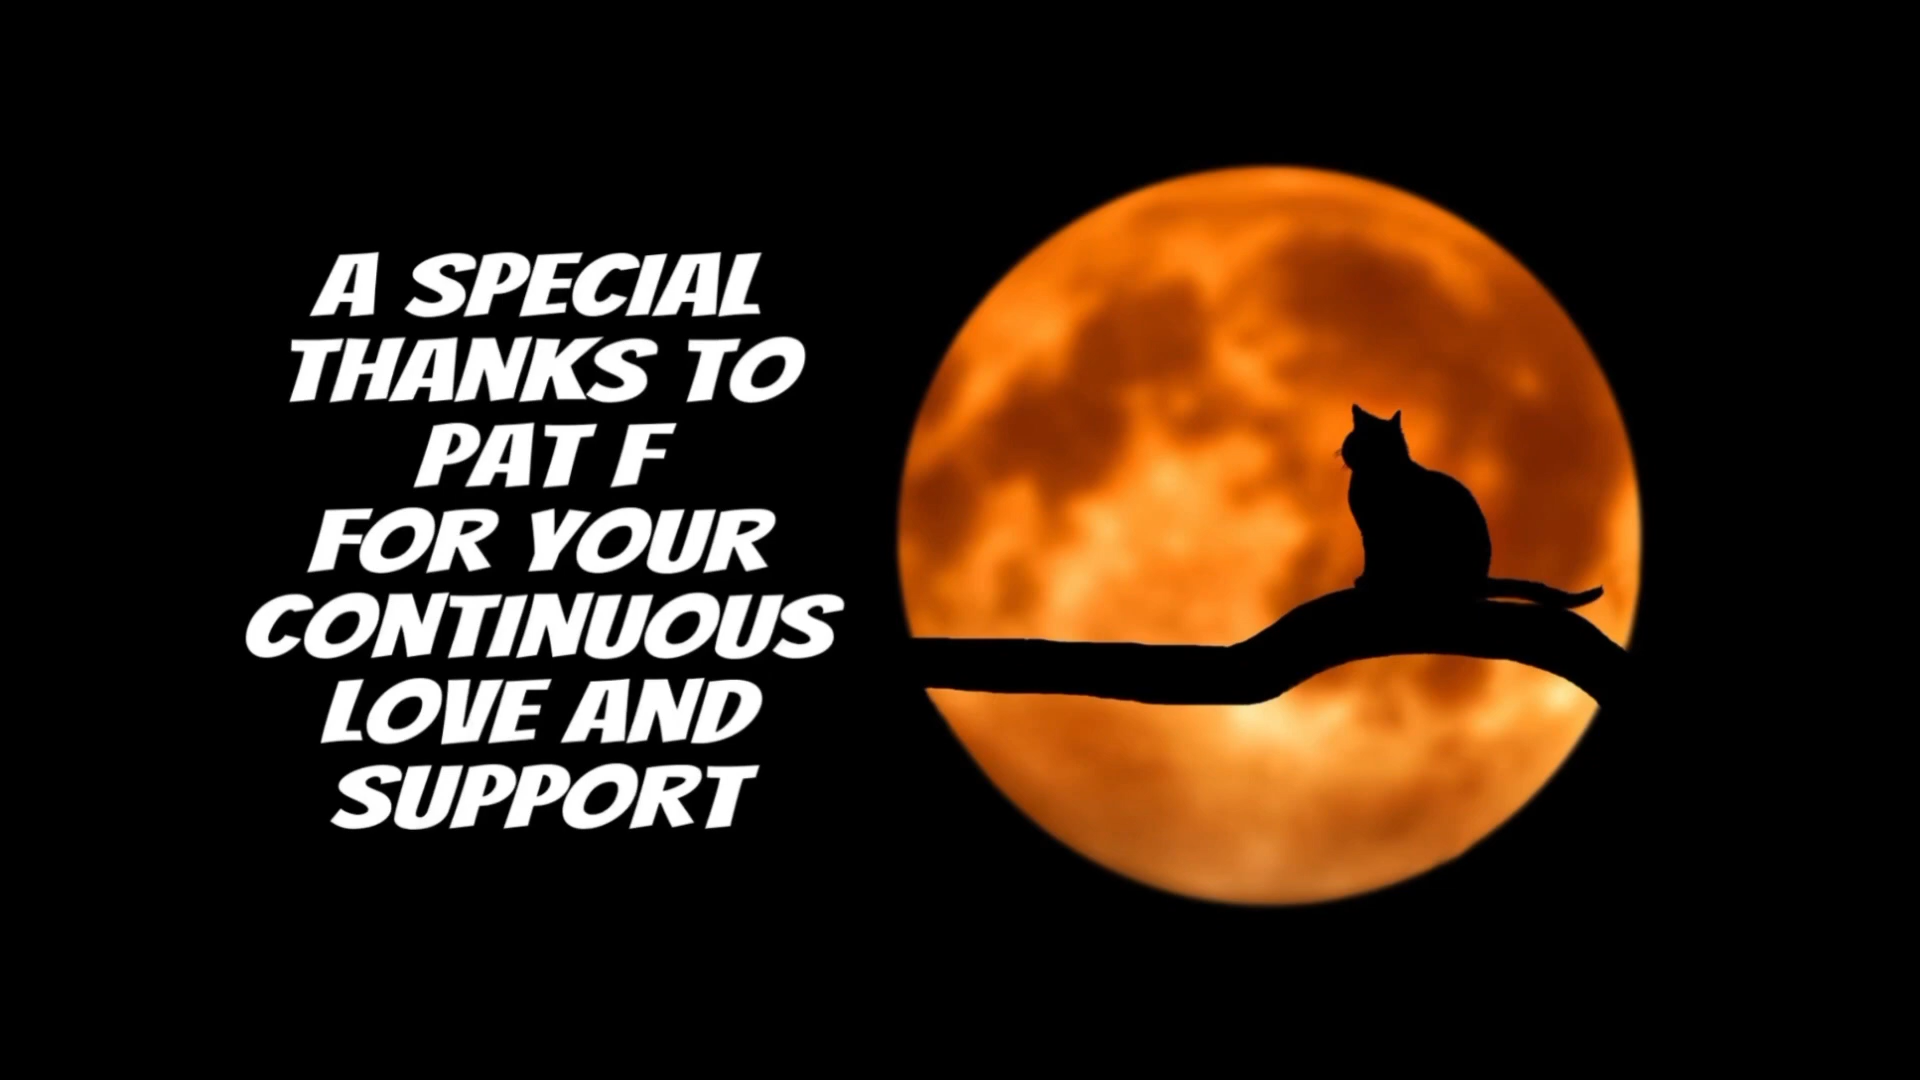 A SPECIAL
THANKS TO
PAT F
FOR YOUR
CONTINUOUS
LOVE AND
SUPPORT